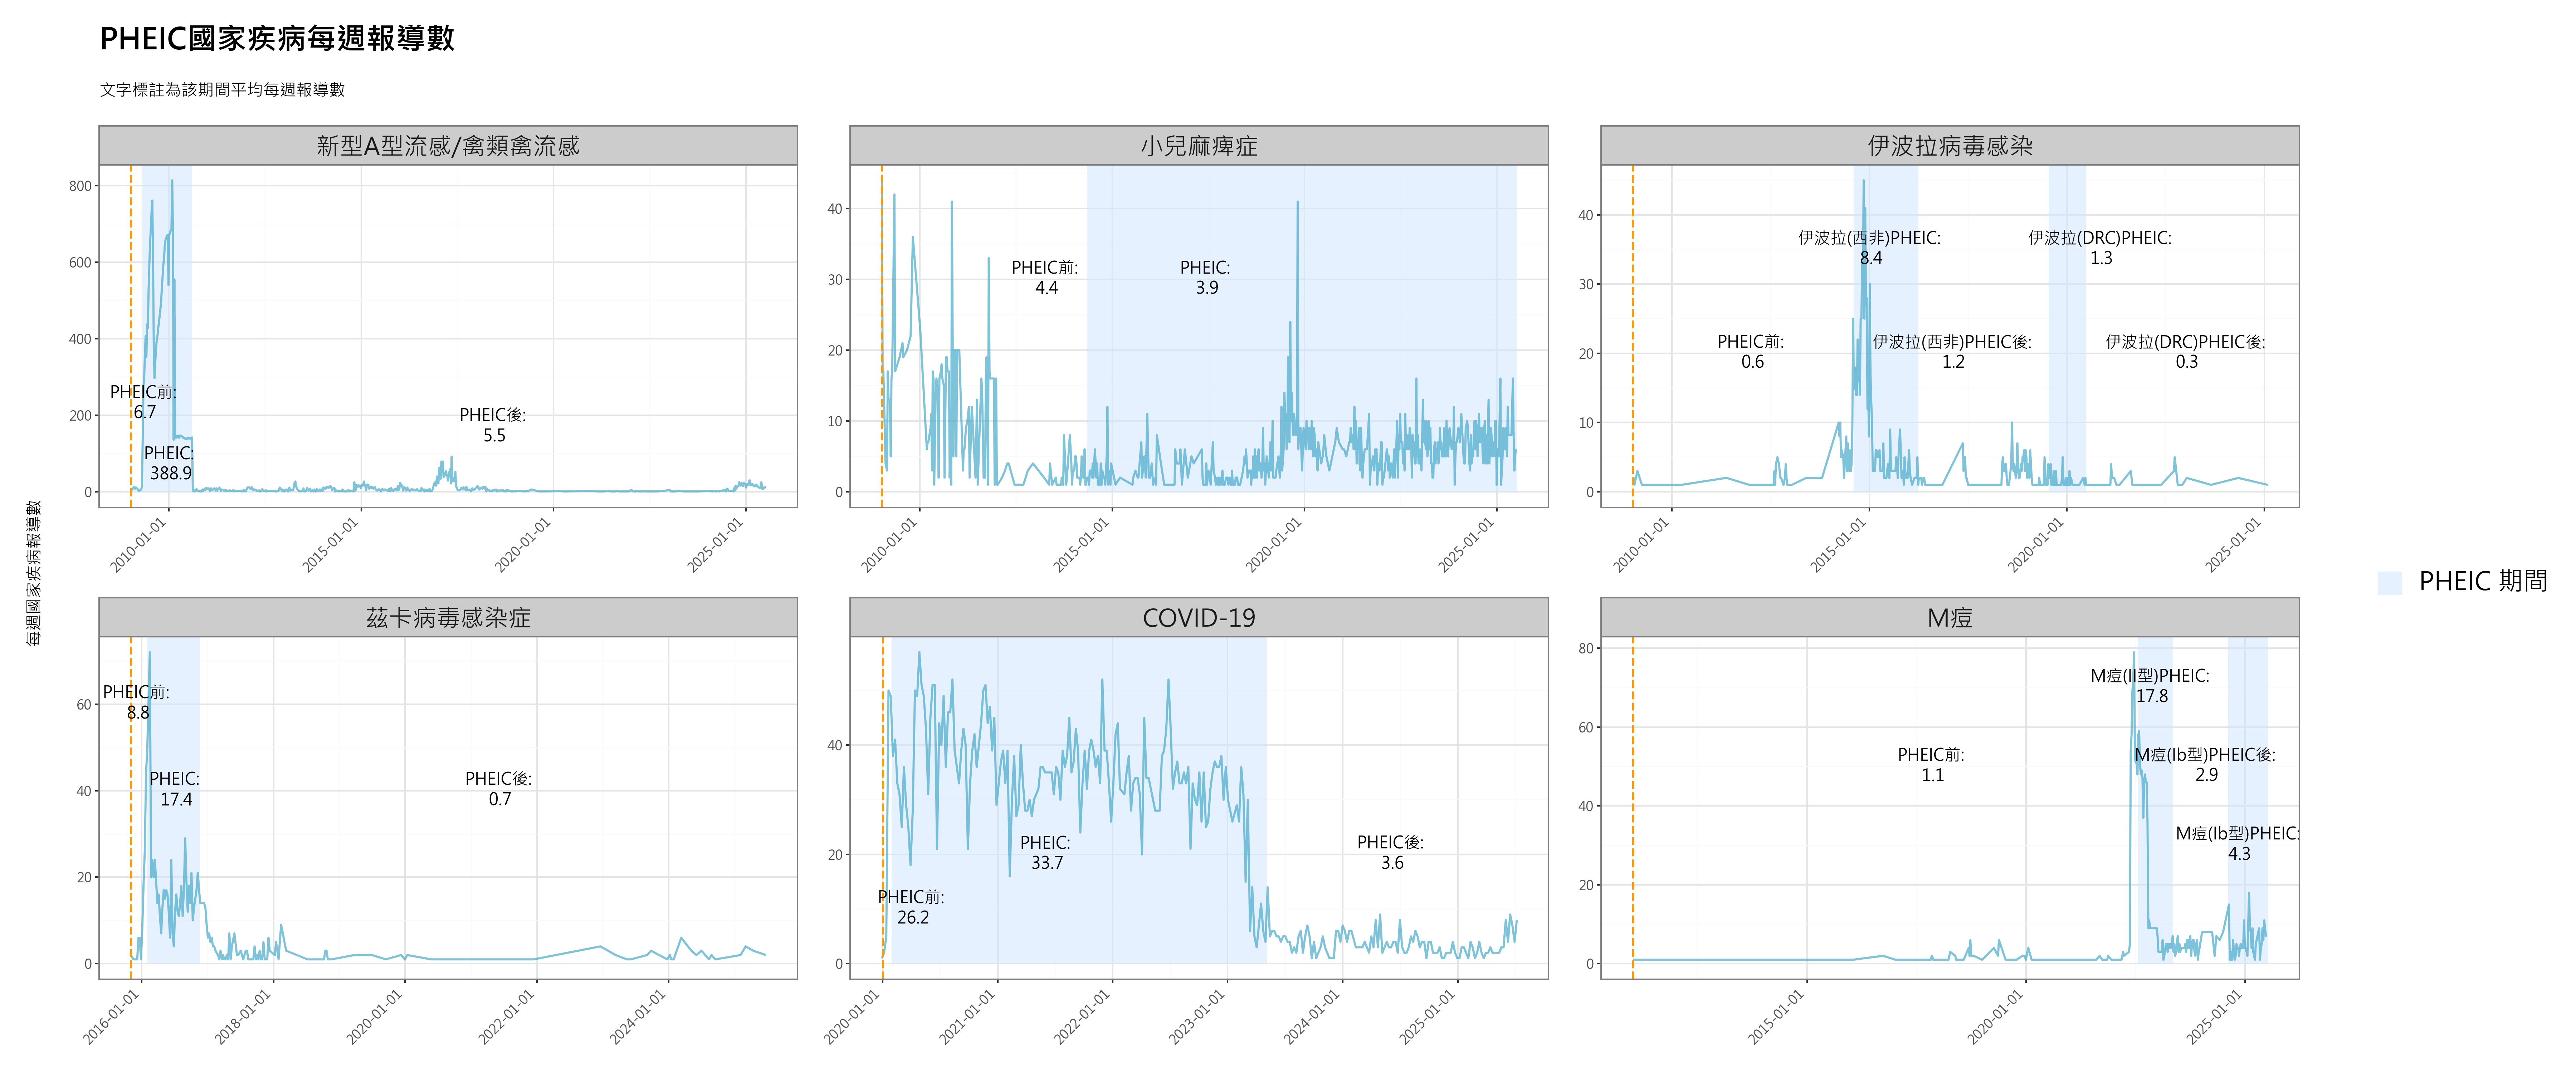 PHEIC國家疾病每週報導數
文字標註為該期間平均每週報導數
每週國家疾病報導數
新型A型流感/禽類禽流感
800
600
400
200
0
PHEIC前:
6.7
PHEIC:
388.9
PHEIC後:
5.5
2010-01-01
2015-01-01
2020-01-01
2025-01-01
小兒麻痺症
40
30
20
10
0
PHEIC前:
4.4
PHEIC:
3.9
2010-01-01
2015-01-01
2020-01-01
2025-01-01
伊波拉病毒感染
40
30
20
10
0
伊波拉(西非)PHEIC:
8.4
伊波拉(DRC)PHEIC:
1.3
PHEIC前:
0.6
伊波拉(西非)PHEIC後:
1.2
伊波拉(DRC)PHEIC後:
0.3
2010-01-01
2015-01-01
2020-01-01
2025-01-01
PHEIC 期間
茲卡病毒感染症
60
40
20
0
PHEIC前:
8.8
PHEIC:
17.4
PHEIC後:
0.7
2016-01-01
2018-01-01
2020-01-01
2022-01-01
2024-01-01
COVID-19
40
20
0
PHEIC前:
26.2
PHEIC:
33.7
PHEIC後:
3.6
2020-01-01
2021-01-01
2022-01-01
2023-01-01
2024-01-01
2025-01-01
M痘
80
60
40
20
0
M痘(II型)PHEIC:
17.8
PHEIC前:
1.1
M痘(Ib型)PHEIC後:
2.9
M痘(Ib型)PHEIC:
4.3
2015-01-01
2020-01-01
2025-01-01